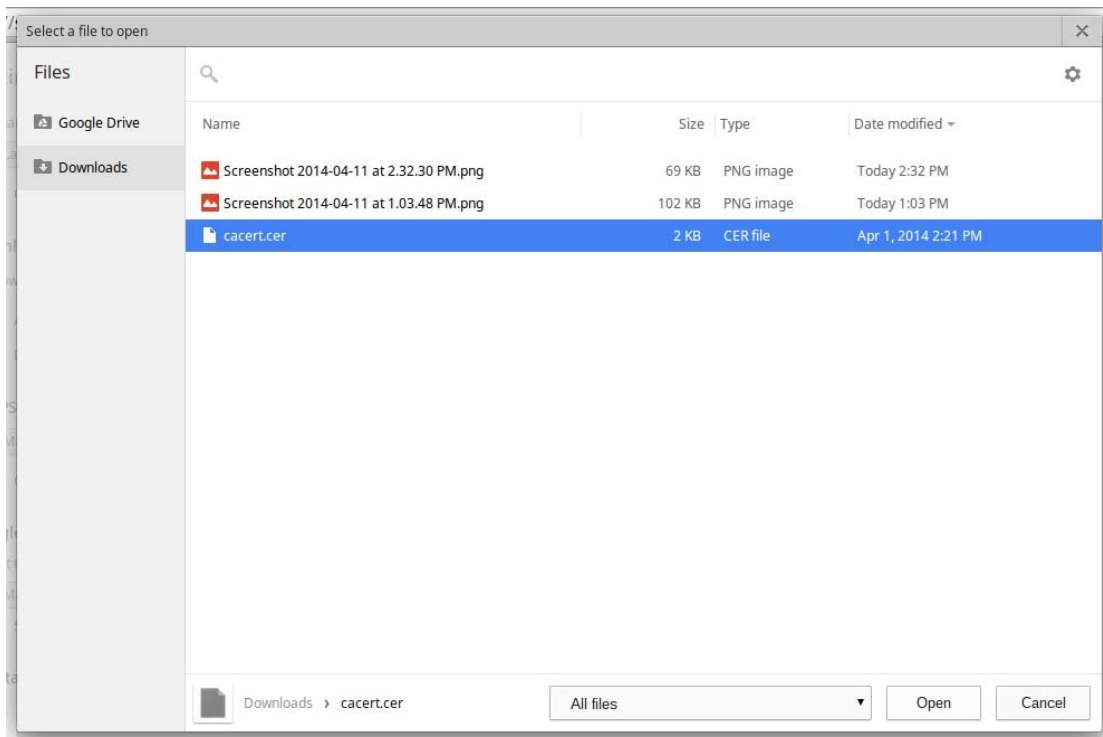 Select a file to open
Files
Google Drive
Downloads
Name Size Type Date modified
Screenshot 2014-04-11 at 2.32.30 PM.png 69 KB PNG image Today 2:32 PM
Screenshot 2014-04-11 at 1.03.48 PM.png 102 KB PNG image Today 1:03 PM
cacert.cer 2 KB CER file Apr 1, 2014 2:21 PM
Downloads › cacert.cer All files Open Cancel